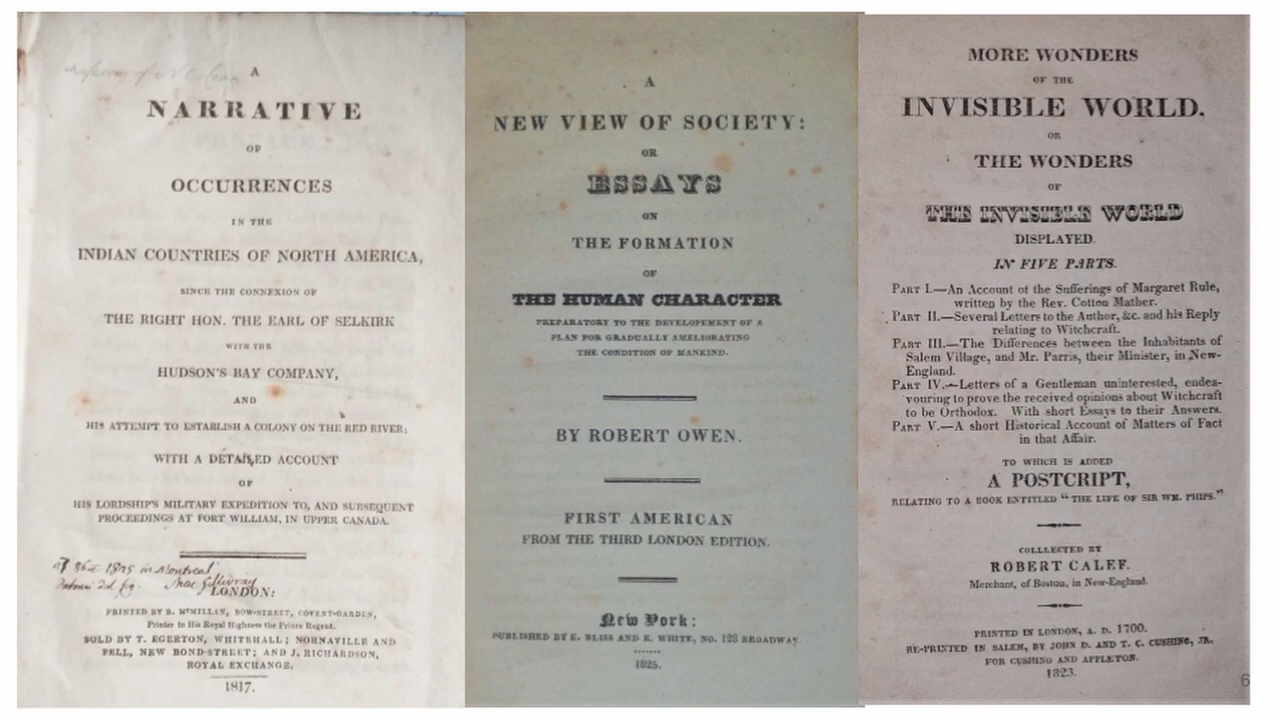 A
NARRATIVE
OF
OCCURRENCES
IN THE
INDIAN COUNTRIES OF NORTH AMERICA,
SINCE THE CONNEXION OF
THE RIGHT HON. THE EARL OF SELKIRK
WITH THE
HUDSON'S BAY COMPANY,
AND
HIS ATTEMPT TO ESTABLISH A COLONY ON THE RED RIVER;
WITH A DETAILED ACCOUNT
OF
HIS LORDSHIP'S MILITARY EXPEDITION TO, AND SUBSEQUENT
PROCEEDINGS AT FORT WILLIAM, IN UPPER CANADA.
in Montreal
LONDON:
PRINTED BY B. McMILLAN, BOW-STREET, COVENT-GARDEN,
Printer to His Royal Highness the Prince Regent.
SOLD BY T. EGERTON, WHITEHALL; NORNAVILLE AND
FELL, NEW BOND-STREET; AND J. RICHARDSON,
ROYAL EXCHANGE.
1817.
A
NEW VIEW OF SOCIETY:
OR
ESSAYS
ON
THE FORMATION
OF
THE HUMAN CHARACTER
PREPARATORY TO THE DEVELOPEMENT OF A
PLAN FOR GRADUALLY AMELIORATING
THE CONDITION OF MANKIND.
BY ROBERT OWEN.
FIRST AMERICAN
FROM THE THIRD LONDON EDITION.
New York:
PUBLISHED BY E. BLISS AND E. WHITE, NO. 128 BROADWAY
1825.
MORE WONDERS
OF THE
INVISIBLE WORLD,
OR
THE WONDERS
OF
THE INVISIBLE WORLD
DISPLAYED.
IN FIVE PARTS.
PART I.—An Account of the Sufferings of Margaret Rule,
written by the Rev. Cotton Mather.
PART II.—Several Letters to the Author, &c. and his Reply
relating to Witchcraft.
PART III.—The Differences between the Inhabitants of
Salem Village, and Mr. Parris, their Minister, in New-
England.
PART IV.—Letters of a Gentleman uninterested, endea-
vouring to prove the received opinions about Witchcraft
to be Orthodox. With short Essays to their Answers.
PART V.—A short Historical Account of Matters of Fact
in that Affair.
TO WHICH IS ADDED
A POSTCRIPT,
RELATING TO A BOOK ENTITLED "THE LIFE OF SIR WM. PHIPS."
COLLLECTED BY
ROBERT CALEF.
Merchant, of Boston, in New-England.
PRINTED IN LONDON, A. D. 1700.
RE-PRINTED IN SALEM, BY JOHN D. AND T. C. CUSHING, JR.
FOR CUSHING AND APPLETON.
1823.
6